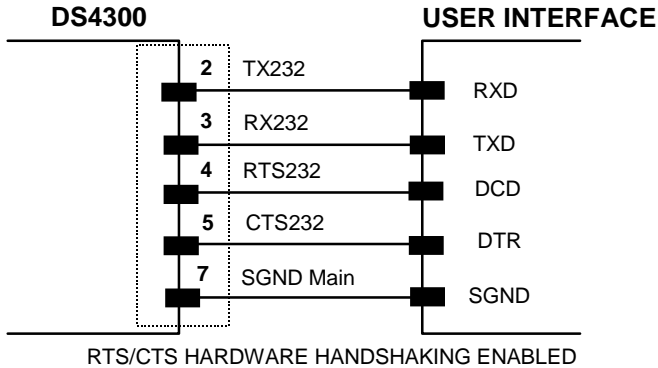 DS4300 USER INTERFACE
2 TX232 RXD
3 RX232 TXD
4 RTS232 DCD
5 CTS232 DTR
7 SGND Main SGND
RTS/CTS HARDWARE HANDSHAKING ENABLED